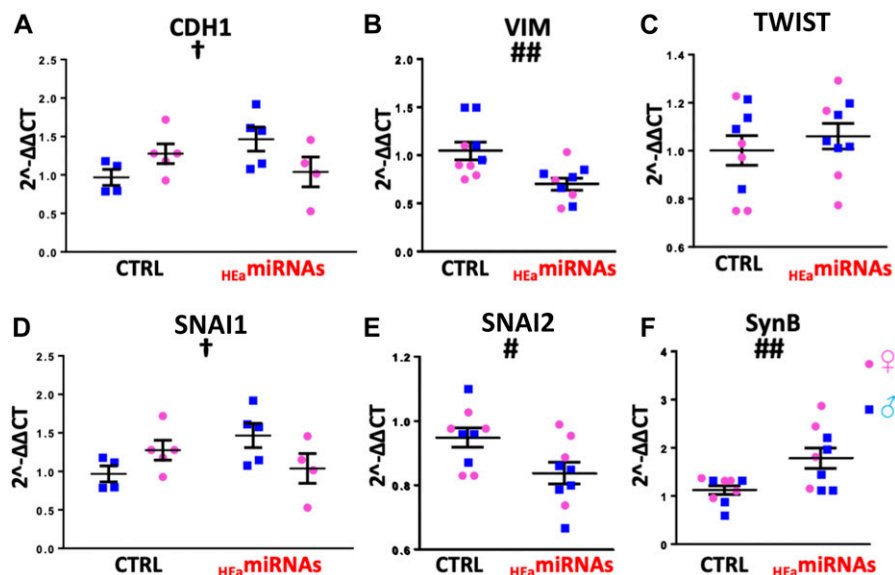 A
CDH1
†
2^-ΔΔCT
2.5
2.0
1.5
1.0
0.5
0.0
CTRL
HEamiRNAs
B
VIM
##
2^-ΔΔCT
2.0
1.5
1.0
0.5
0.0
CTRL
HEamiRNAs
C
TWIST
2^-ΔΔCT
1.4
1.2
1.0
0.8
0.6
CTRL
HEamiRNAs
D
SNAI1
†
2^-ΔΔCT
2.5
2.0
1.5
1.0
0.5
0.0
CTRL
HEamiRNAs
E
SNAI2
#
2^-ΔΔCT
1.2
1.0
0.8
0.6
CTRL
HEamiRNAs
F
SynB
##
2^-ΔΔCT
4
3
2
1
0
CTRL
HEamiRNAs
♀
♂